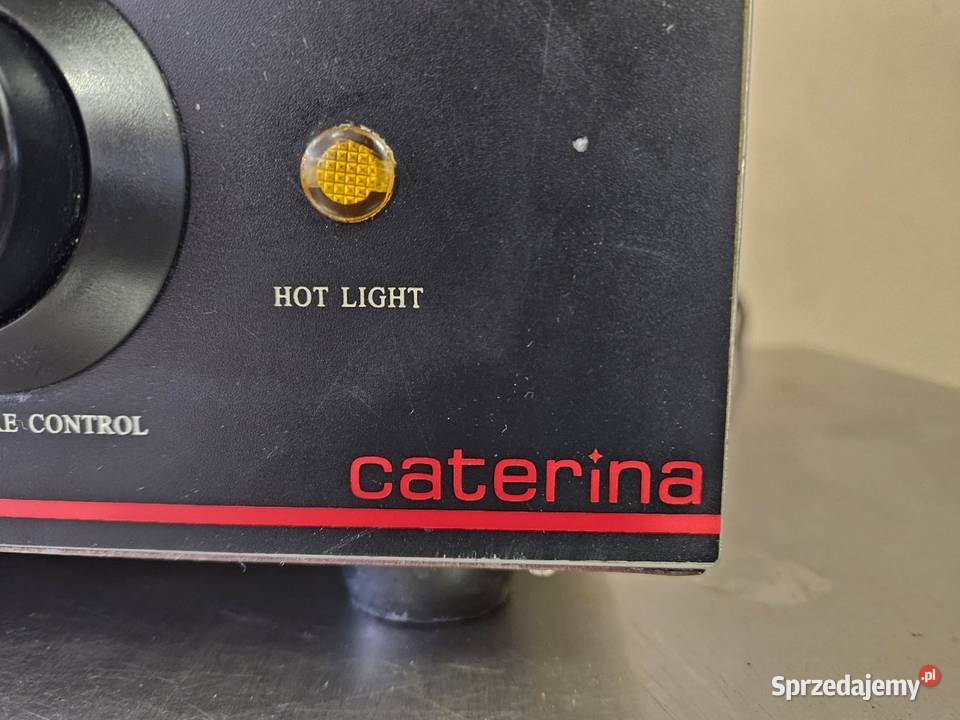 HOT LIGHT
CONTROL
caterina
Sprzedajemy.pl